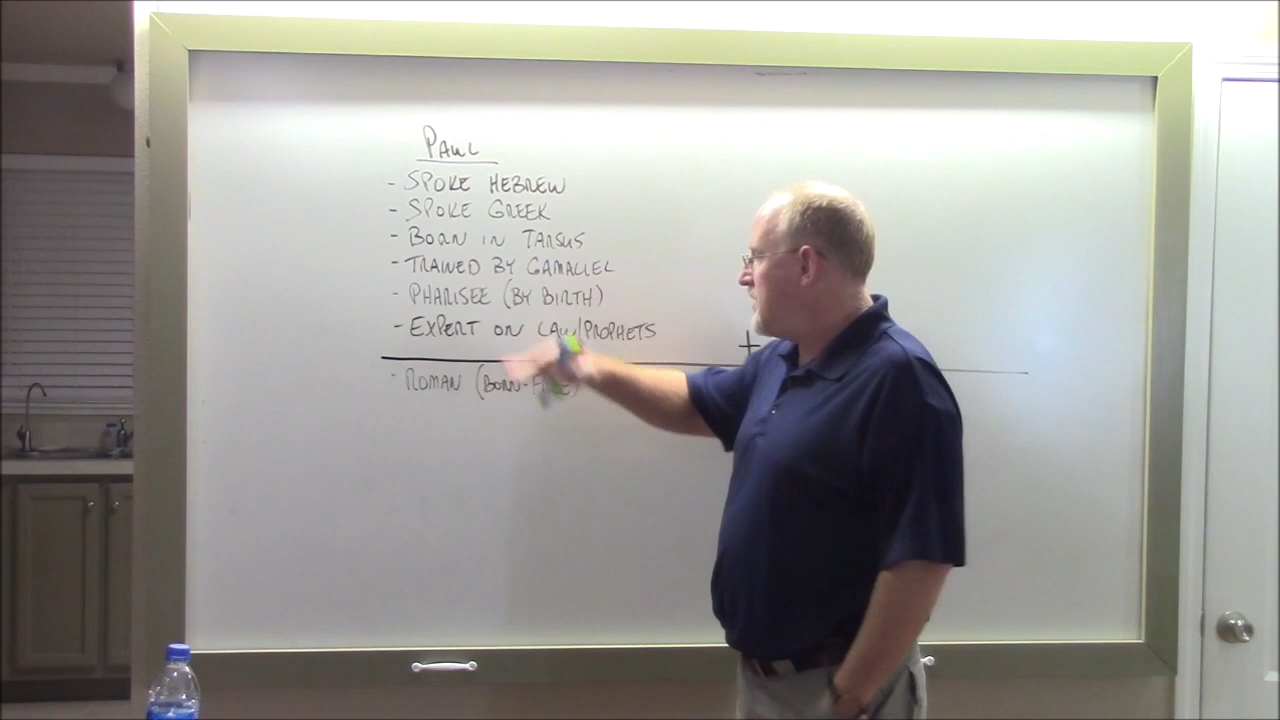 PAUL
- SPOKE HEBREW
- SPOKE GREEK
- BORN IN TARSUS
- TRAINED BY GAMALIEL
- PHARISEE (BY BIRTH)
- EXPERT ON LAW/PROPHETS
+
- ROMAN (BORN-FREE)